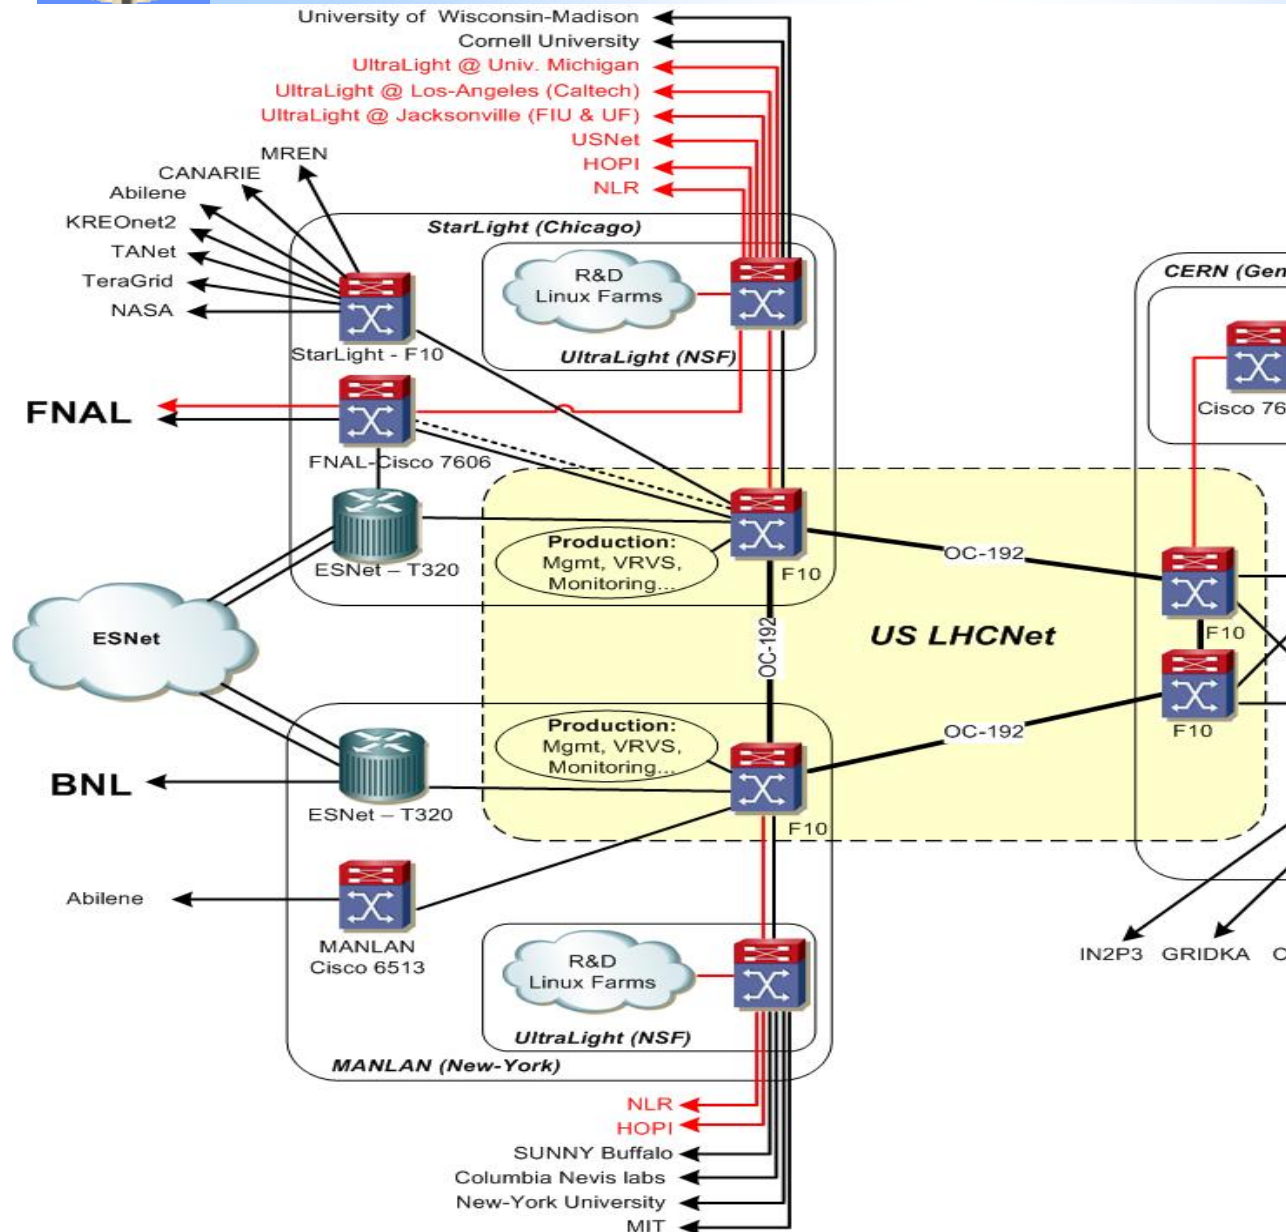 University of Wisconsin-Madison
Cornell University
UltraLight @ Univ. Michigan
UltraLight @ Los-Angeles (Caltech)
UltraLight @ Jacksonville (FIU & UF)
USNet
HOPI
NLR
MREN
CANARIE
Abilene
KREOnet2
TANet
TeraGrid
NASA
StarLight (Chicago)
R&D
Linux Farms
UltraLight (NSF)
StarLight - F10
CERN (Gen
Cisco 76
FNAL
FNAL-Cisco 7606
ESNet – T320
Production:
Mgmt, VRVS,
Monitoring...
F10
OC-192
F10
ESNet
OC-192
US LHCNet
F10
OC-192
Production:
Mgmt, VRVS,
Monitoring...
F10
BNL
ESNet – T320
Abilene
MANLAN
Cisco 6513
R&D
Linux Farms
UltraLight (NSF)
MANLAN (New-York)
IN2P3
GRIDKA
NLR
HOPI
SUNNY Buffalo
Columbia Nevis labs
New-York University
MIT